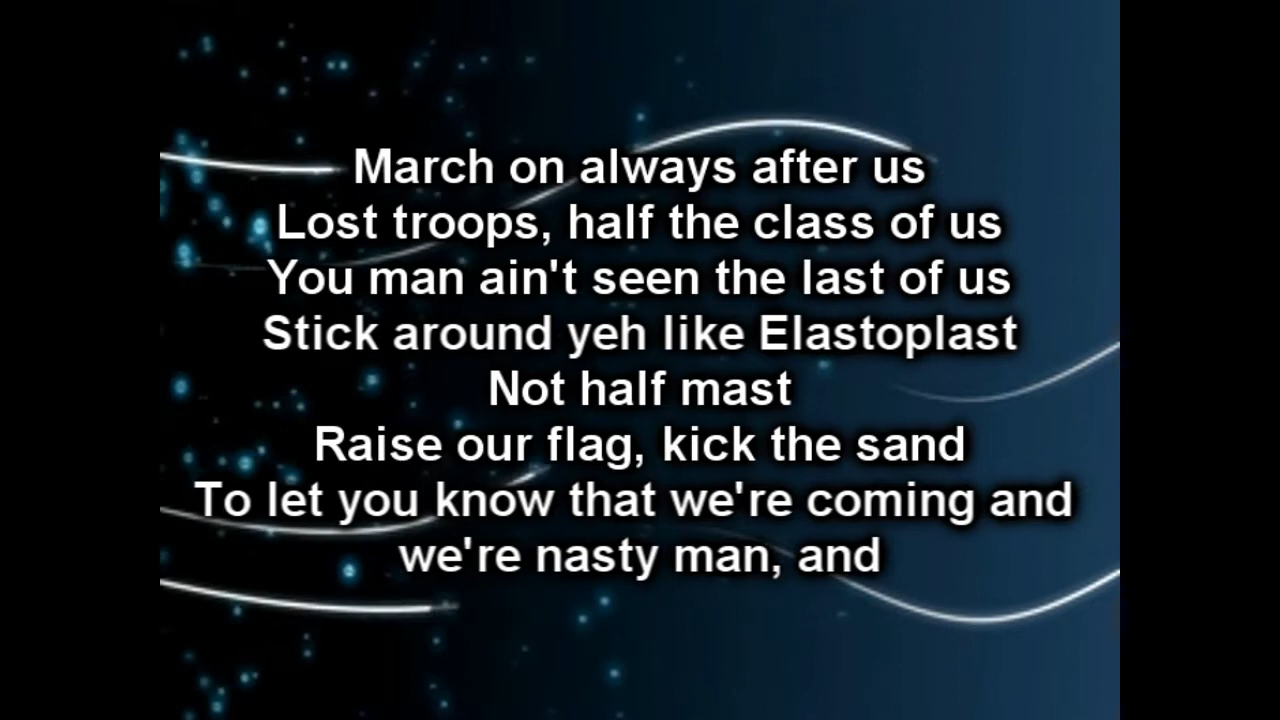 March on always after us
Lost troops, half the class of us
You man ain't seen the last of us
Stick around yeh like Elastoplast
Not half mast
Raise our flag, kick the sand
To let you know that we're coming and
we're nasty man, and